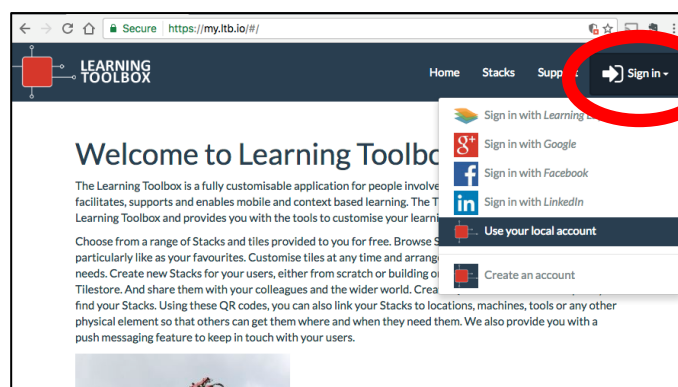 Secure https://my.ltb.io/#/
LEARNING
TOOLBOX
Home Stacks Sign in
Sign in with Learning
Sign in with Google
Sign in with Facebook
Sign in with LinkedIn
Use your local account
Create an account
Welcome to Learning
The Learning Toolbox is a fully customisable application for people
facilitates, supports and enables mobile and context based learning. The
Learning Toolbox and provides you with the tools to customise your
Choose from a range of Stacks and tiles provided to you for free. Browse
particularly like as your favourites. Customise tiles at any time and
needs. Create new Stacks for your users, either from scratch or building
Tilestore. And share them with your colleagues and the wider world.
find your Stacks. Using these QR codes, you can also link your Stacks to locations, machines, tools or any other
physical element so that others can get them where and when they need them. We also provide you with a
push messaging feature to keep in touch with your users.